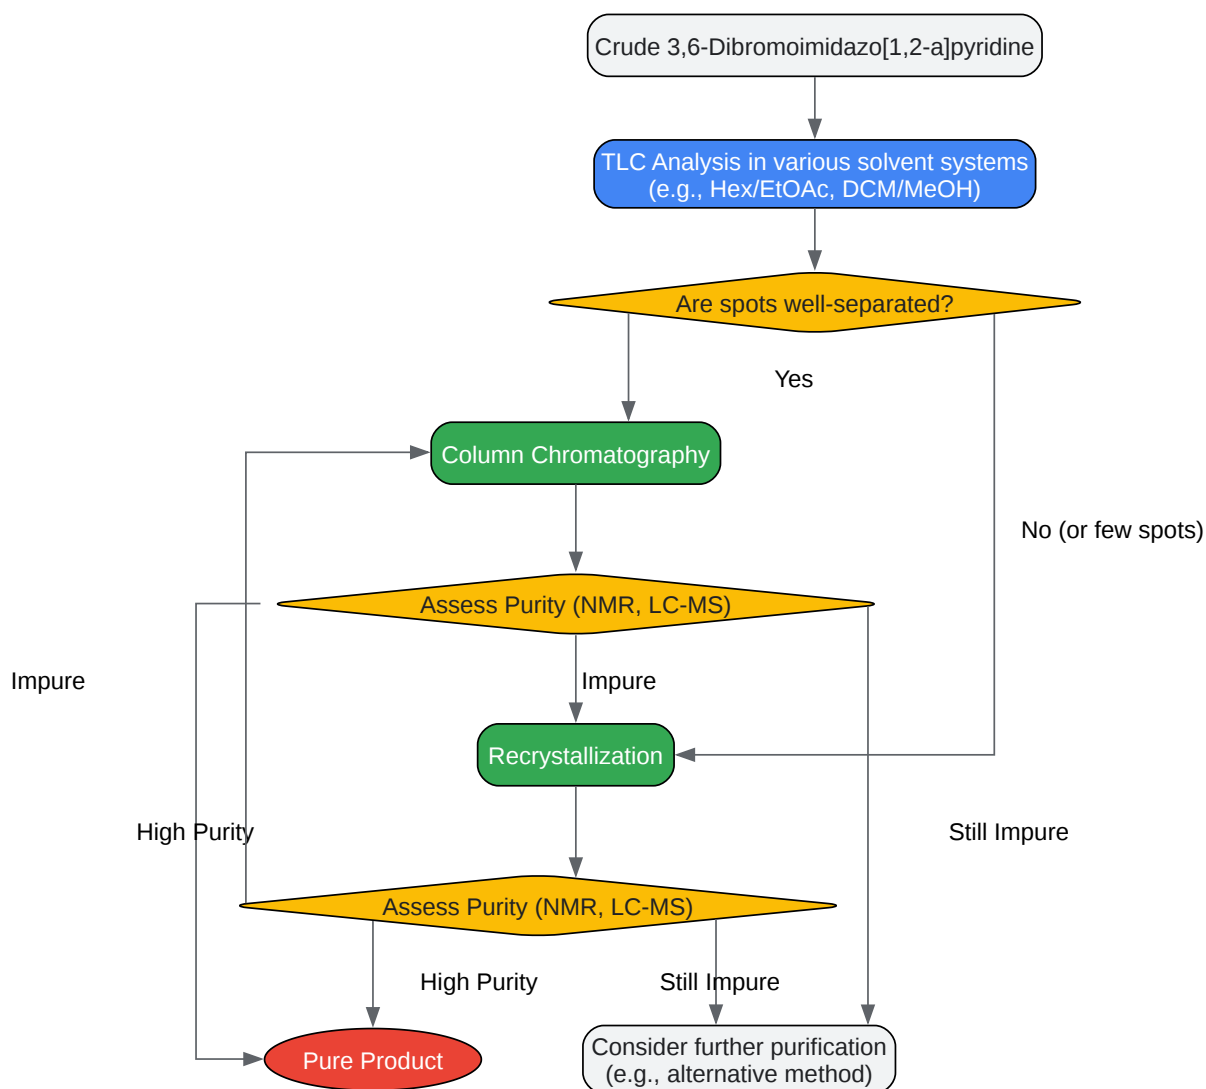 Crude 3,6-Dibromoimidazo[1,2-a]pyridine
TLC Analysis in various solvent systems
(e.g., Hex/EtOAc, DCM/MeOH)
Are spots well-separated?
Yes
Column Chromatography
No (or few spots)
Assess Purity (NMR, LC-MS)
Impure
Impure
Recrystallization
High Purity
Still Impure
Assess Purity (NMR, LC-MS)
High Purity
Still Impure
Pure Product
Consider further purification
(e.g., alternative method)